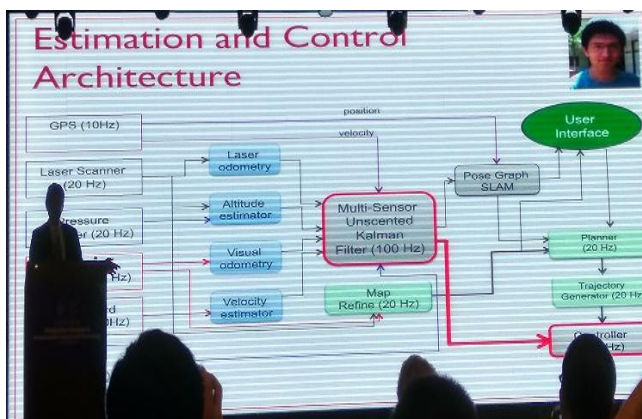 Estimation and Control
Architecture
position
velocity
GPS (10Hz)
Laser Scanner
(20 Hz)
(20 Hz)
Laser
odometry
Altitude
estimator
Visual
odometry
Velocity
estimator
Multi-Sensor
Unscented
Kalman
Filter (100 Hz)
Map
Refine (20 Hz)
Pose Graph
SLAM
User
Interface
Planner
(20 Hz)
Trajectory
Generator (20 Hz)